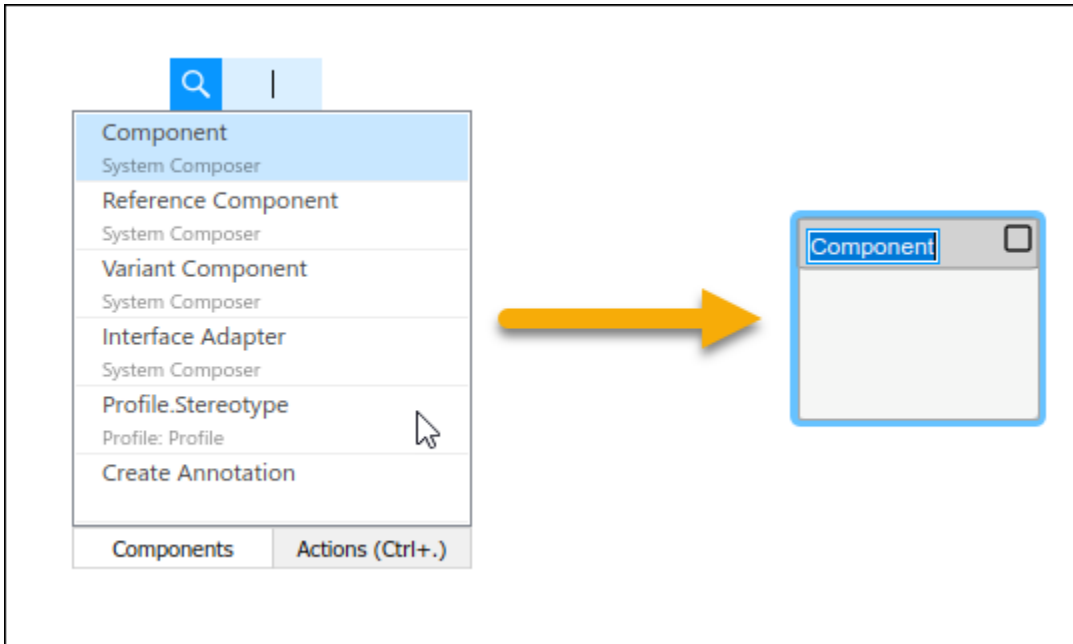 Component
System Composer
Reference Component
System Composer
Variant Component
System Composer
Interface Adapter
System Composer
Profile.Stereotype
Profile: Profile
Create Annotation
Components
Actions (Ctrl+.)
Component